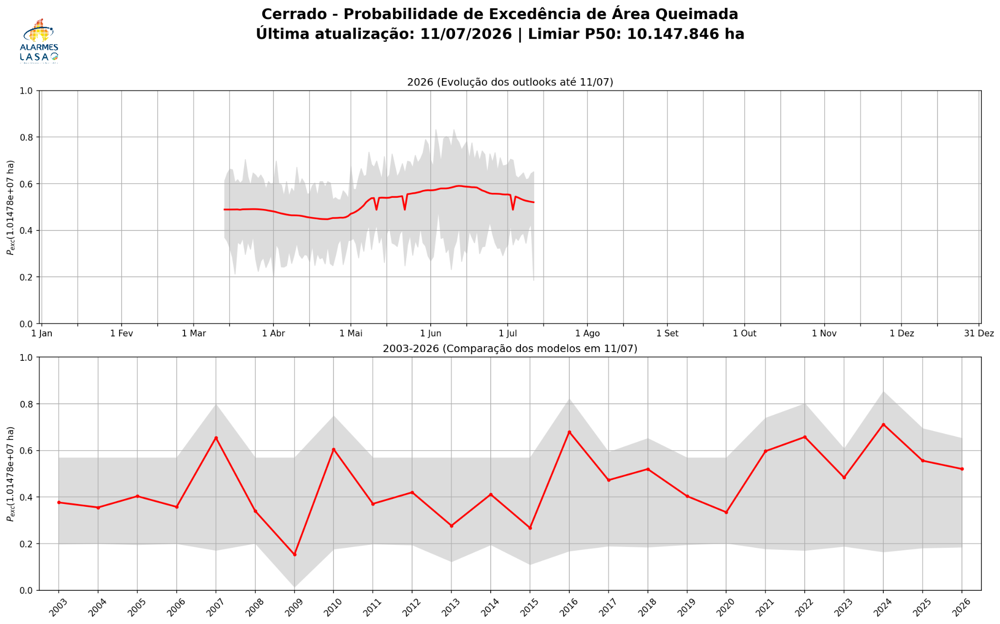 Cerrado - Probabilidade de Excedência de Área Queimada
Última atualização: 11/07/2026 | Limiar P50: 10.147.846 ha
ALARMES
LASA
2026 (Evolução dos outlooks até 11/07)
P_exc(1.01478e+07 ha)
1.0
0.8
0.6
0.4
0.2
0.0
1 Jan 1 Fev 1 Mar 1 Abr 1 Mai 1 Jun 1 Jul 1 Ago 1 Set 1 Out 1 Nov 1 Dez 31 Dez
2003-2026 (Comparação dos modelos em 11/07)
P_exc(1.01478e+07 ha)
1.0
0.8
0.6
0.4
0.2
0.0
2003 2004 2005 2006 2007 2008 2009 2010 2011 2012 2013 2014 2015 2016 2017 2018 2019 2020 2021 2022 2023 2024 2025 2026